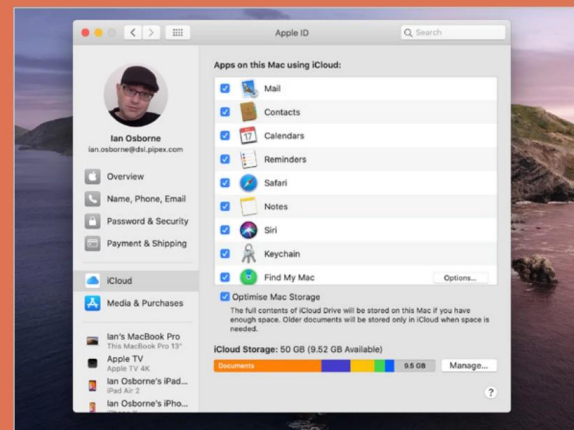 Apple ID
Search
Ian Osborne
ian.osborne@dsl.pipex.com
Overview
Name, Phone, Email
Password & Security
Payment & Shipping
iCloud
Media & Purchases
Ian's MacBook Pro
This MacBook Pro 13"
Apple TV
Apple TV 4K
Ian Osborne's iPad...
iPad Air 2
Ian Osborne's iPho...
Apps on this Mac using iCloud:
Mail
17
Contacts
Calendars
Reminders
Safari
Notes
Siri
Keychain
Find My Mac
Options...
Optimise Mac Storage
The full contents of iCloud Drive will be stored on this Mac if you have
enough space. Older documents will be stored only in iCloud when space is
needed.
iCloud Storage: 50 GB (9.52 GB Available)
Documents
9.5 GB
Manage...
?